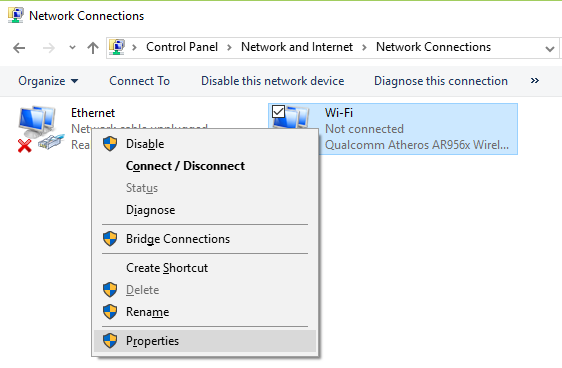 Network Connections
Control Panel > Network and Internet > Network Connections
Organize Connect To Disable this network device Diagnose this connection »
Ethernet
Network cable unplugged
Rea
Wi-Fi
Not connected
Qualcomm Atheros AR956x Wirel...
Disable
Connect / Disconnect
Status
Diagnose
Bridge Connections
Create Shortcut
Delete
Rename
Properties